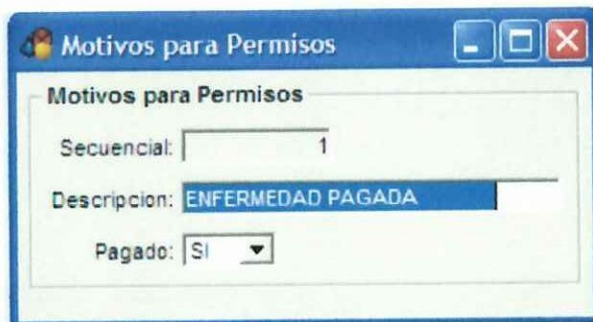 Motivos para Permisos
Motivos para Permisos
Secuencial: 1
Descripcion: ENFERMEDAD PAGADA
Pagado: SI